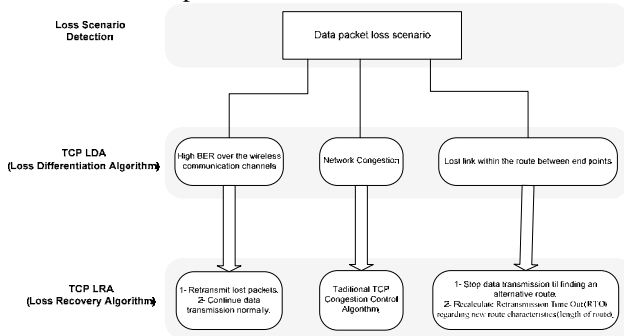 Loss Scenario
Detection
Data packet loss scenario
TCP LDA
(Loss Differentiation Algorithm)
High BER over the wireless
communication channels
Network Congestion
Lost link within the route between end points.
TCP LRA
(Loss Recovery Algorithm)
1- Retransmit lost packets.
2- Continue data
transmission normally.
Taditional TCP
Congestion Control
Algorithm
1- Stop data transmission til finding an
alternative route.
2- Recalculate Retransmission Time Out(RTO)
regarding new route characteristics(length of route).